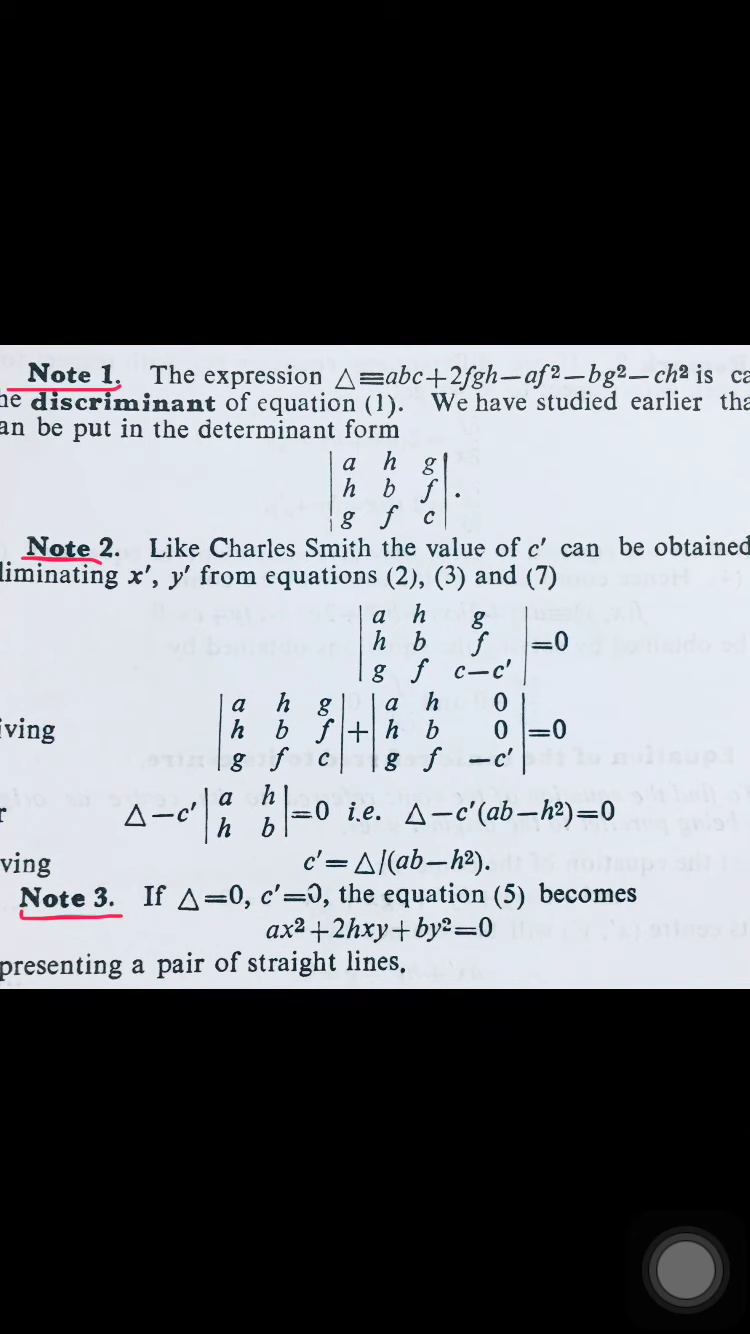 Note 1. The expression △≡abc+2fgh−af²−bg²−ch² is ca
he discriminant of equation (1). We have studied earlier tha
an be put in the determinant form
| a h g |
| h b f | .
| g f c |
Note 2. Like Charles Smith the value of c′ can be obtained
liminating x′, y′ from equations (2), (3) and (7)
| a h g |
| h b f | =0
| g f c−c′ |
| a h g | | a h 0 |
iving | h b f | + | h b 0 | =0
| g f c | | g f −c′ |
r △−c′ | a h | =0 i.e. △−c′(ab−h²)=0
| h b |
ving c′=△/(ab−h²).
Note 3. If △=0, c′=0, the equation (5) becomes
ax²+2hxy+by²=0
presenting a pair of straight lines.